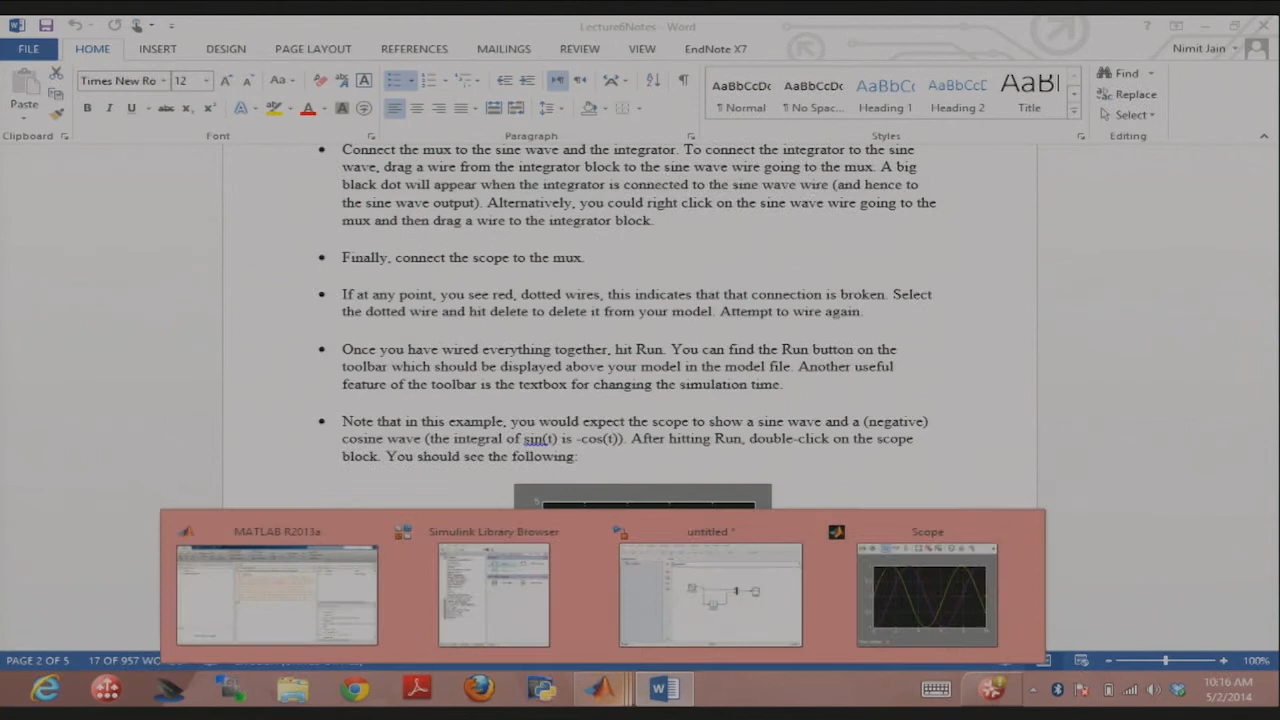 Lecture6Notes - Word
FILE HOME INSERT DESIGN PAGE LAYOUT REFERENCES MAILINGS REVIEW VIEW EndNote X7 Nimit Jain
Paste
Times New Ro 12
AaBbCcDc AaBbCcDc AaBbCc AaBbCcD AaBl
¶ Normal ¶ No Spac... Heading 1 Heading 2 Title
Find
Replace
Select
Clipboard Font Paragraph Styles Editing
• Connect the mux to the sine wave and the integrator. To connect the integrator to the sine
wave, drag a wire from the integrator block to the sine wave wire going to the mux. A big
black dot will appear when the integrator is connected to the sine wave wire (and hence to
the sine wave output). Alternatively, you could right click on the sine wave wire going to the
mux and then drag a wire to the integrator block.
• Finally, connect the scope to the mux.
• If at any point, you see red, dotted wires, this indicates that that connection is broken. Select
the dotted wire and hit delete to delete it from your model. Attempt to wire again.
• Once you have wired everything together, hit Run. You can find the Run button on the
toolbar which should be displayed above your model in the model file. Another useful
feature of the toolbar is the textbox for changing the simulation time.
• Note that in this example, you would expect the scope to show a sine wave and a (negative)
cosine wave (the integral of sin(t) is -cos(t)). After hitting Run, double-click on the scope
block. You should see the following:
MATLAB R2013a Simulink Library Browser untitled * Scope
PAGE 2 OF 5 17 OF 957 WO 100%
10:16 AM
5/2/2014